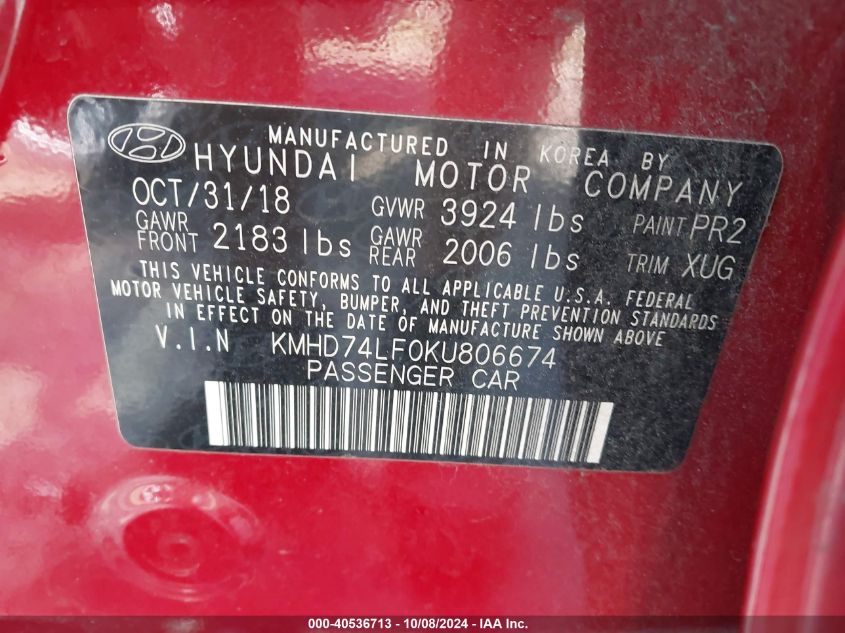 MANUFACTURED IN KOREA BY
HYUNDAI MOTOR COMPANY
OCT/31/18 GVWR 3924 lbs PAINT PR2
GAWR FRONT 2183 lbs GAWR REAR 2006 lbs TRIM XUG
THIS VEHICLE CONFORMS TO ALL APPLICABLE U.S.A. FEDERAL
MOTOR VEHICLE SAFETY, BUMPER, AND THEFT PREVENTION STANDARDS
IN EFFECT ON THE DATE OF MANUFACTURE SHOWN ABOVE
V.I.N KMHD74LF0KU806674
PASSENGER CAR
000-40536713 - 10/08/2024 - IAA Inc.